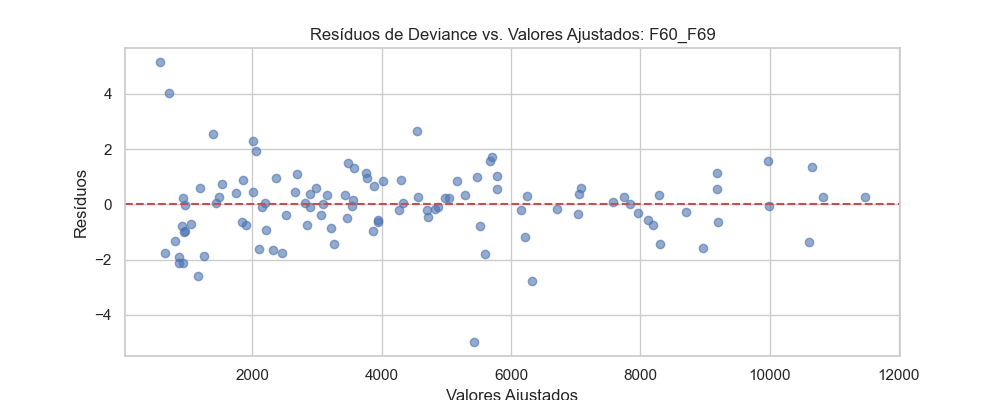 Resíduos de Deviance vs. Valores Ajustados: F60_F69
Resíduos
4
2
0
−2
−4
2000 4000 6000 8000 10000 12000
Valores Ajustados